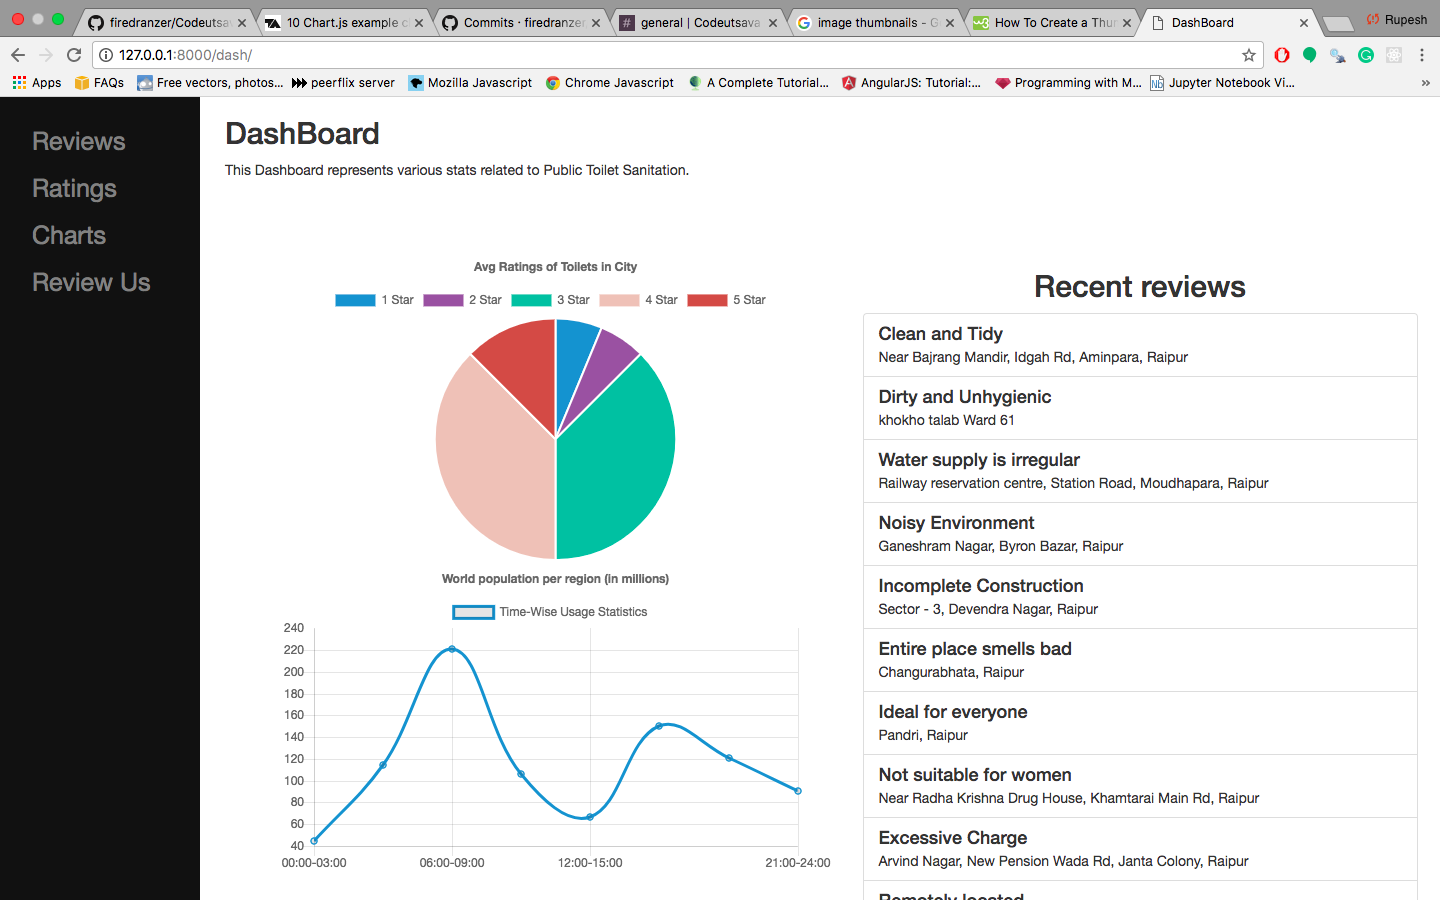 firedranzer/Codeutsav
10 Chart.js example c
Commits · firedranzer
general | Codeutsava
image thumbnails - G
How To Create a Thum
DashBoard
Rupesh
127.0.0.1:8000/dash/
Apps
FAQs
Free vectors, photos...
peerflix server
Mozilla Javascript
Chrome Javascript
A Complete Tutorial...
AngularJS: Tutorial:...
Programming with M...
Jupyter Notebook Vi...
»
Reviews
Ratings
Charts
Review Us
DashBoard
This Dashboard represents various stats related to Public Toilet Sanitation.
Avg Ratings of Toilets in City
1 Star 2 Star 3 Star 4 Star 5 Star
World population per region (in millions)
Time-Wise Usage Statistics
240
220
200
180
160
140
120
100
80
60
40
00:00-03:00 06:00-09:00 12:00-15:00 21:00-24:00
Recent reviews
Clean and Tidy
Near Bajrang Mandir, Idgah Rd, Aminpara, Raipur
Dirty and Unhygienic
khokho talab Ward 61
Water supply is irregular
Railway reservation centre, Station Road, Moudhapara, Raipur
Noisy Environment
Ganeshram Nagar, Byron Bazar, Raipur
Incomplete Construction
Sector - 3, Devendra Nagar, Raipur
Entire place smells bad
Changurabhata, Raipur
Ideal for everyone
Pandri, Raipur
Not suitable for women
Near Radha Krishna Drug House, Khamtarai Main Rd, Raipur
Excessive Charge
Arvind Nagar, New Pension Wada Rd, Janta Colony, Raipur
Remotely located